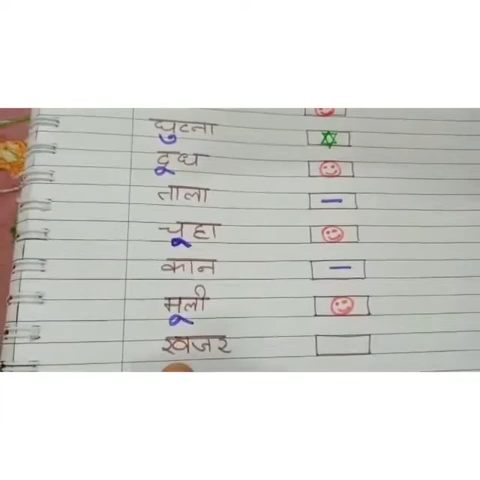 घुटना
दूध
ताला
चूहा
कान
मूली
खजर